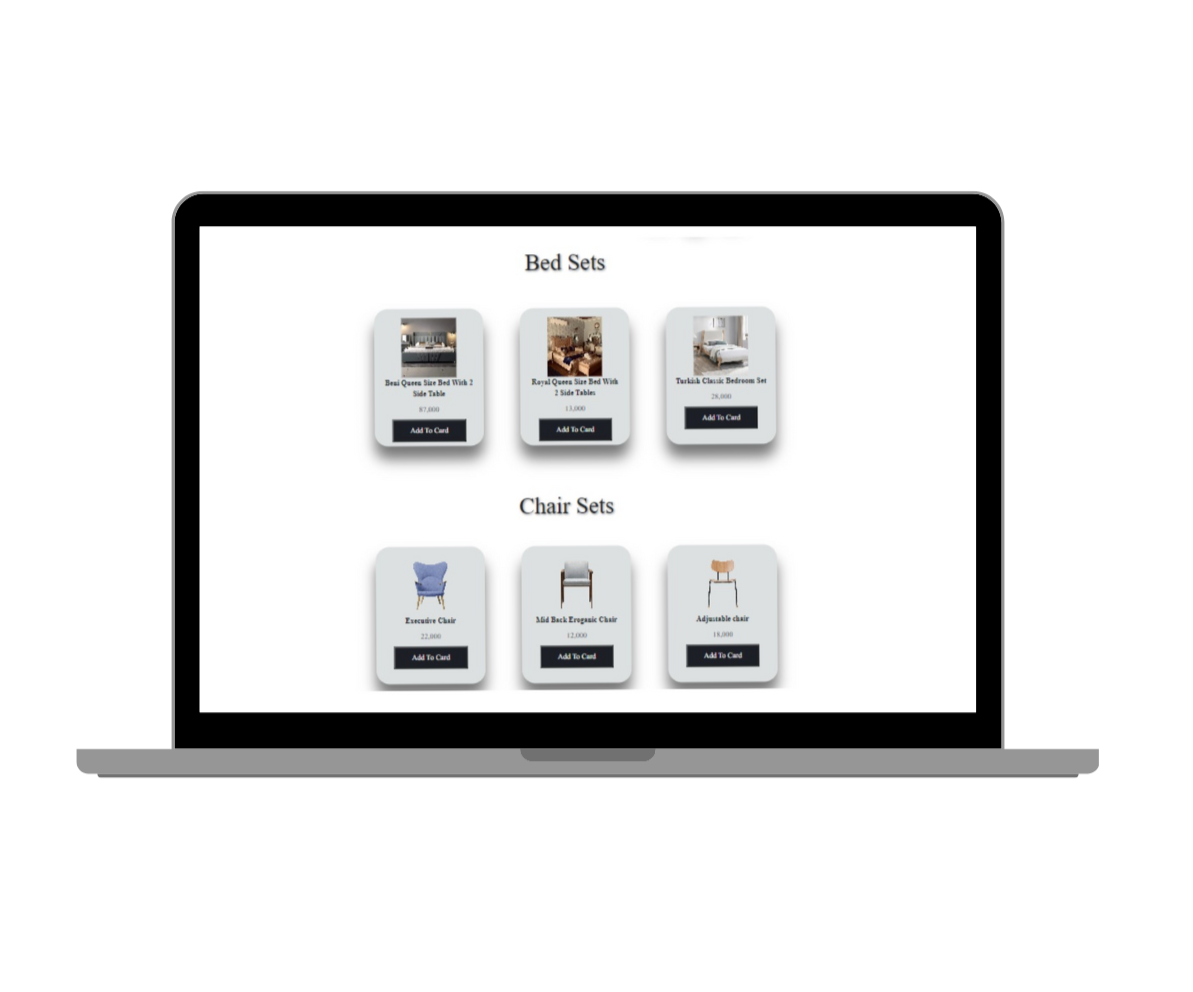 Bed Sets
Beni Queen Size Bed With 2
Side Table
87,000
Add To Card
Royal Queen Size Bed With
2 Side Tables
13,000
Add To Card
Turkish Classic Bedroom Set
28,000
Add To Card
Chair Sets
Executive Chair
22,000
Add To Card
Mid Back Eroganic Chair
12,000
Add To Card
Adjustable chair
18,000
Add To Card